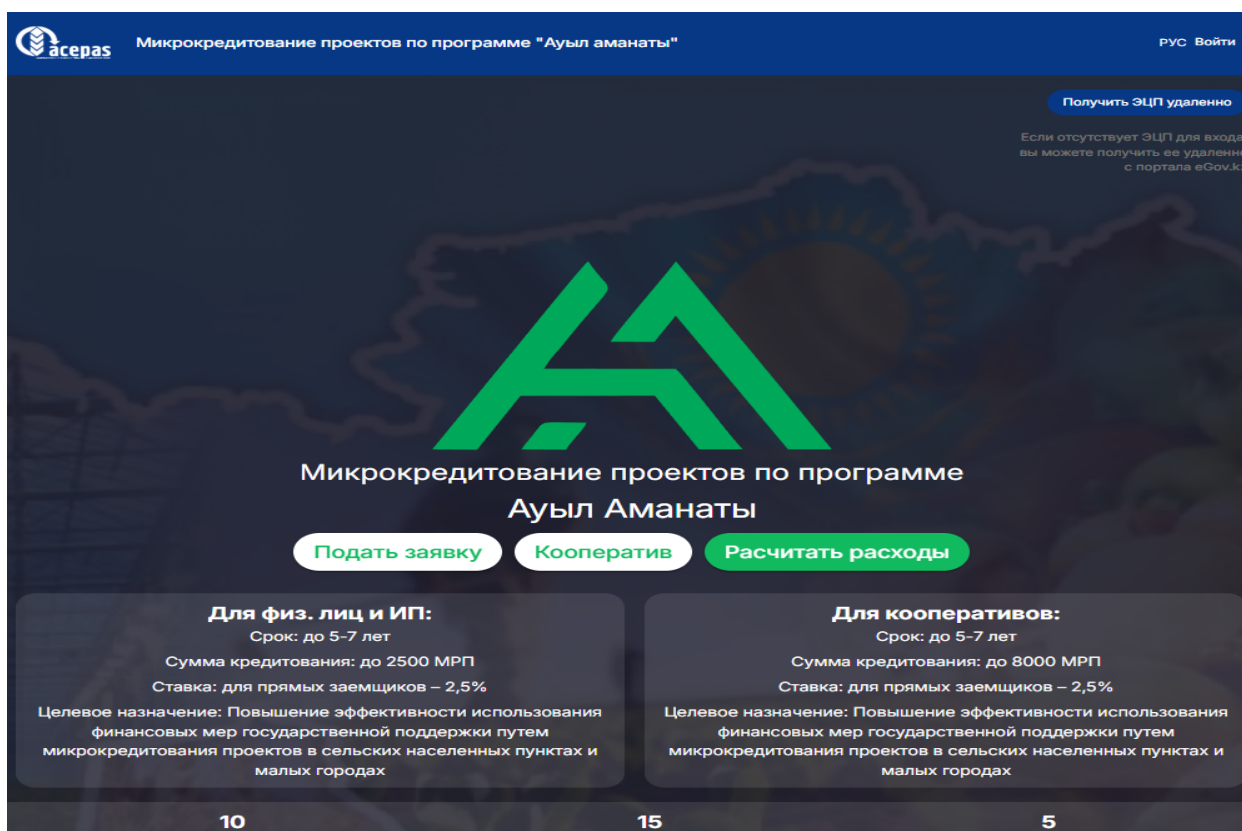 acepas
Микрокредитование проектов по программе "Ауыл аманаты"
РУС Войти
Получить ЭЦП удаленно
Если отсутствует ЭЦП для входа
вы можете получить ее удаленн
с портала eGov.k
Микрокредитование проектов по программе
Ауыл Аманаты
Подать заявку
Кооператив
Расчитать расходы
Для физ. лиц и ИП:
Срок: до 5-7 лет
Сумма кредитования: до 2500 МРП
Ставка: для прямых заемщиков – 2,5%
Целевое назначение: Повышение эффективности использования
финансовых мер государственной поддержки путем
микрокредитования проектов в сельских населенных пунктах и
малых городах
Для кооперативов:
Срок: до 5-7 лет
Сумма кредитования: до 8000 МРП
Ставка: для прямых заемщиков – 2,5%
Целевое назначение: Повышение эффективности использования
финансовых мер государственной поддержки путем
микрокредитования проектов в сельских населенных пунктах и
малых городах
10
15
5